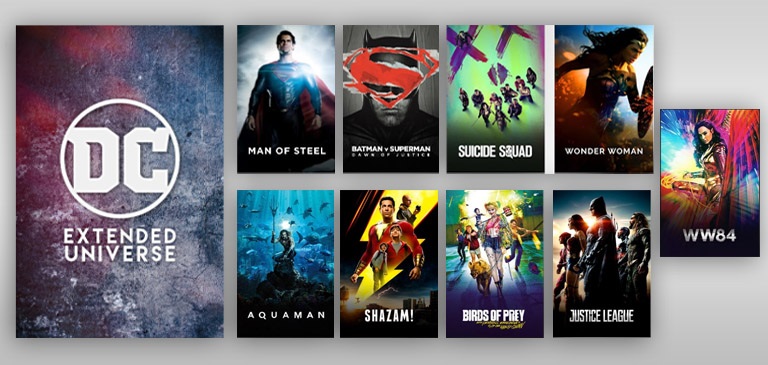 DC
EXTENDED
UNIVERSE
MAN OF STEEL
BATMAN V SUPERMAN
DAWN OF JUSTICE
SUICIDE SQUAD
WONDER WOMAN
WW84
AQUAMAN
SHAZAM!
BIRDS OF PREY
JUSTICE LEAGUE